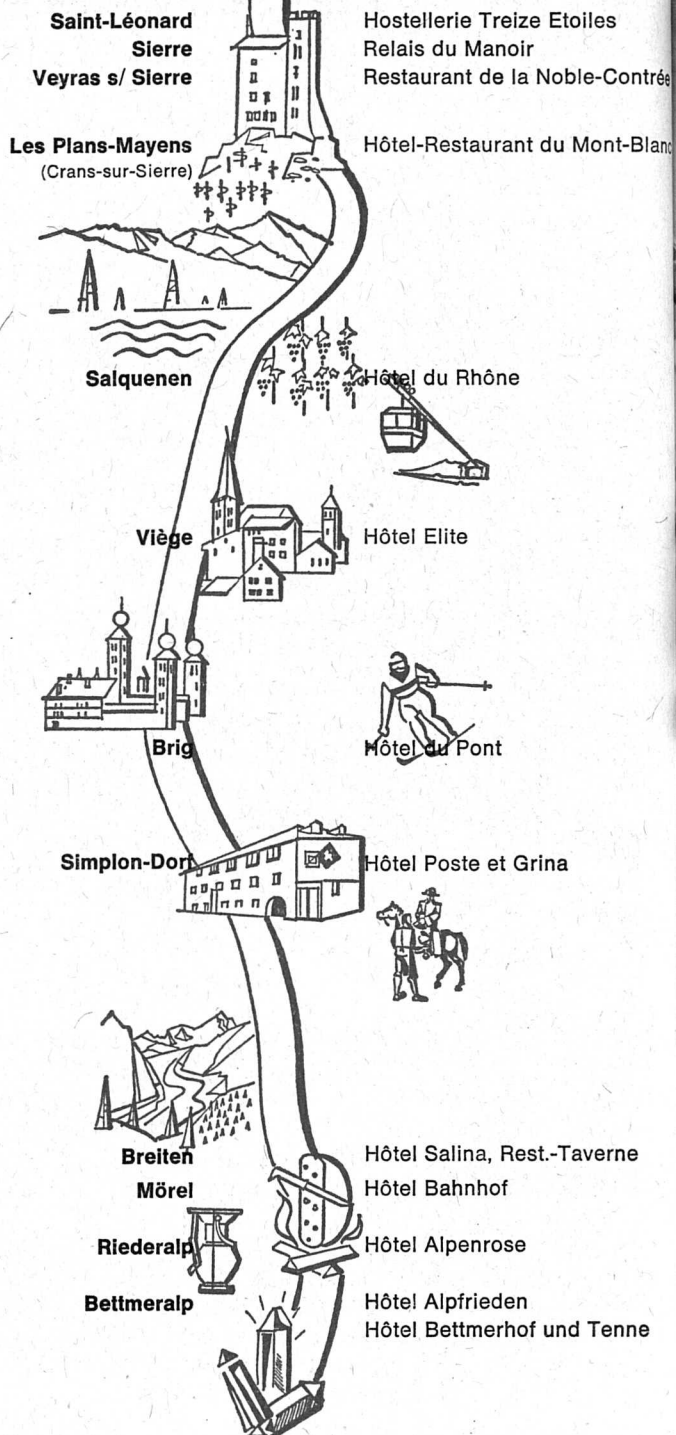 Saint-Léonard Hostellerie Treize Etoiles
Sierre Relais du Manoir
Veyras s/ Sierre Restaurant de la Noble-Contrée
Les Plans-Mayens Hôtel-Restaurant du Mont-Blanc
(Crans-sur-Sierre)
Salquenen Hôtel du Rhône
Viège Hôtel Elite
Brig Hôtel du Pont
Simplon-Dorf Hôtel Poste et Grina
Breiten Hôtel Salina, Rest.-Taverne
Mörel Hôtel Bahnhof
Riederalp Hôtel Alpenrose
Bettmeralp Hôtel Alpfrieden
Hôtel Bettmerhof und Tenne